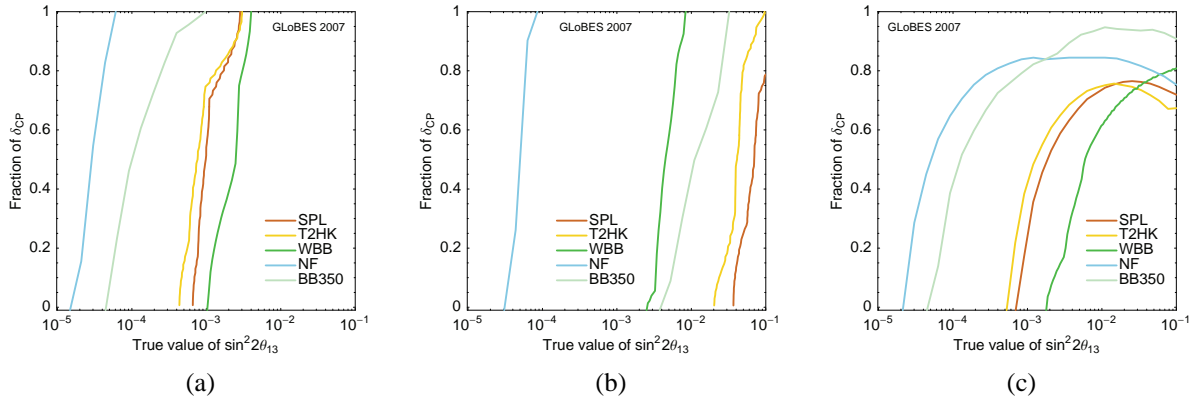 GLoBES 2007
Fraction of δCP
1
0.8
0.6
0.4
0.2
0
SPL
T2HK
WBB
NF
BB350
10−5 10−4 10−3 10−2 10−1
True value of sin²2θ13
(a)
GLoBES 2007
Fraction of δCP
1
0.8
0.6
0.4
0.2
0
SPL
T2HK
WBB
NF
BB350
10−5 10−4 10−3 10−2 10−1
True value of sin²2θ13
(b)
GLoBES 2007
Fraction of δCP
1
0.8
0.6
0.4
0.2
0
SPL
T2HK
WBB
NF
BB350
10−5 10−4 10−3 10−2 10−1
True value of sin²2θ13
(c)